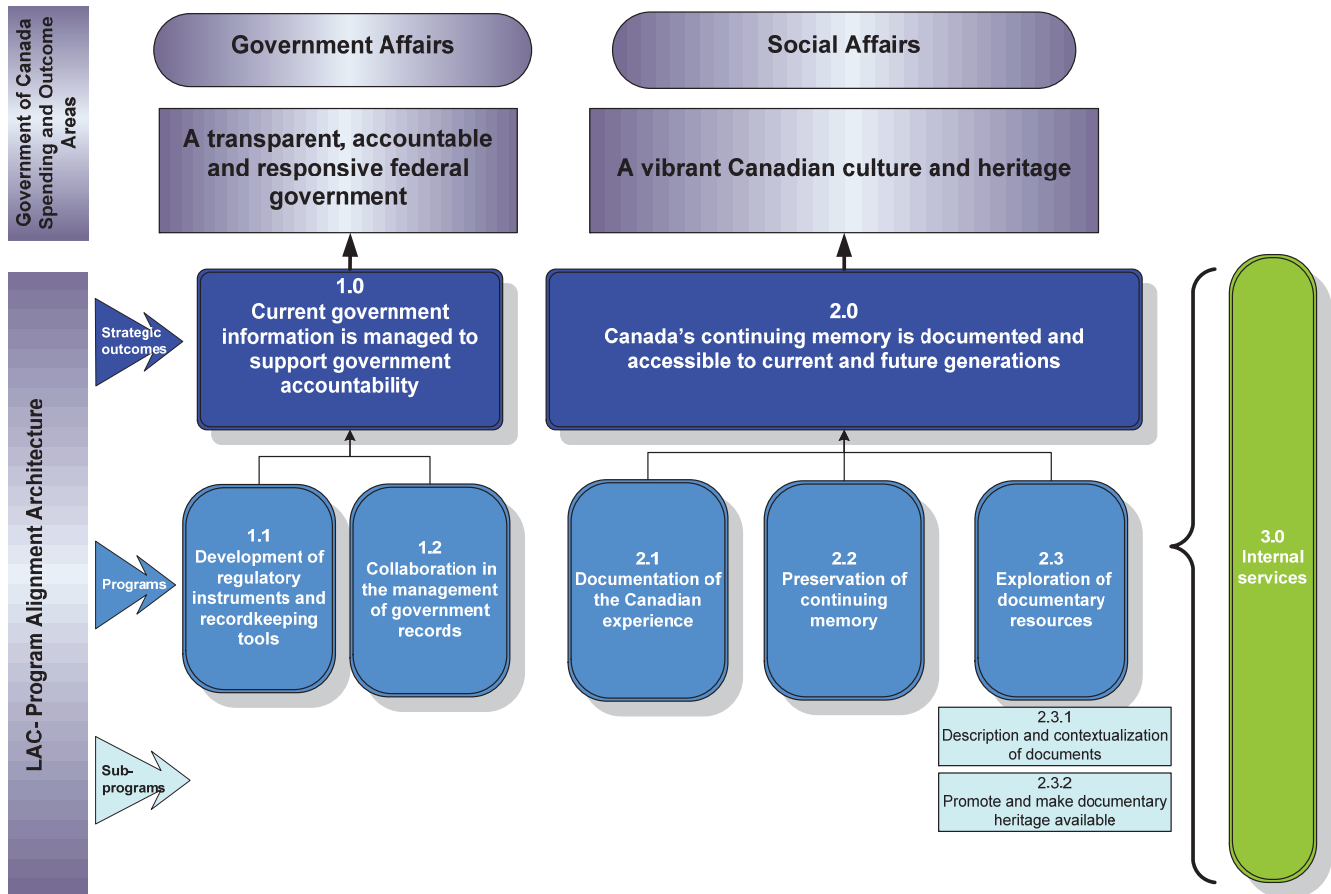 Government of Canada
Spending and Outcome
Areas
Government Affairs
Social Affairs
A transparent, accountable
and responsive federal
government
A vibrant Canadian culture and heritage
LAC- Program Alignment Architecture
Strategic
outcomes
1.0
Current government
information is managed to
support government
accountability
2.0
Canada's continuing memory is documented and
accessible to current and future generations
Programs
1.1
Development of
regulatory
instruments and
recordkeeping
tools
1.2
Collaboration in
the management
of government
records
2.1
Documentation of
the Canadian
experience
2.2
Preservation of
continuing
memory
2.3
Exploration of
documentary
resources
3.0
Internal
services
Sub-
programs
2.3.1
Description and contextualization
of documents
2.3.2
Promote and make documentary
heritage available